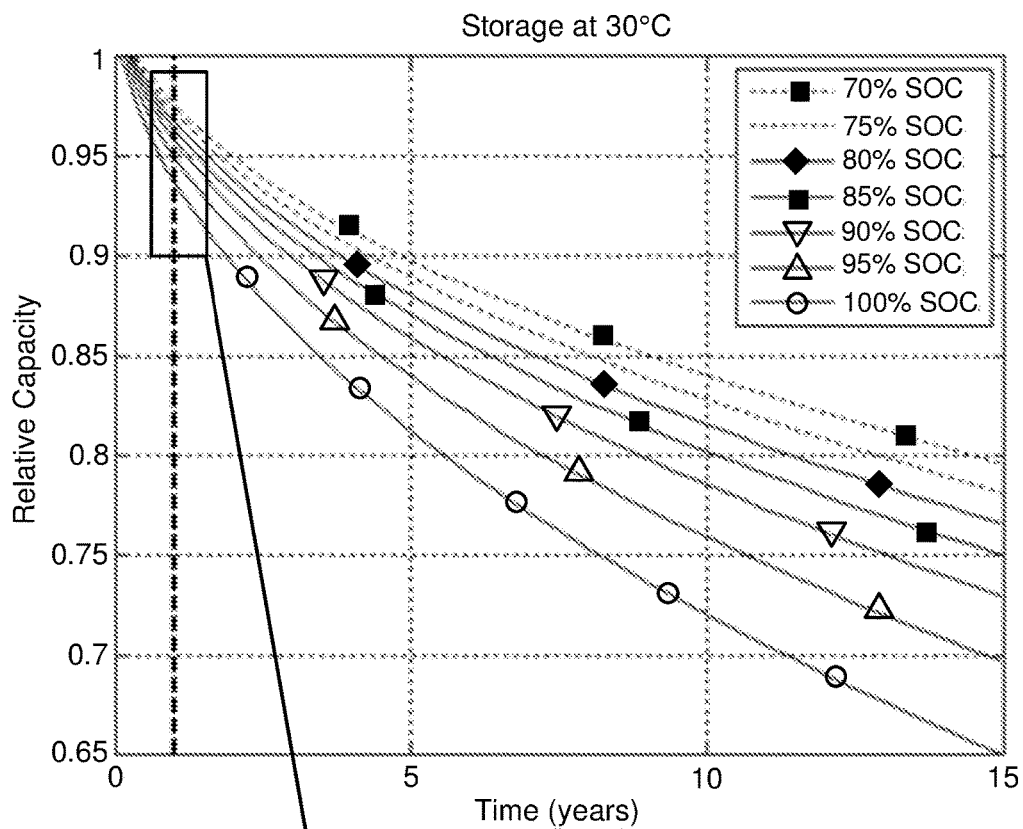 Storage at 30°C
1
0.95
0.9
0.85
0.8
0.75
0.7
0.65
Relative Capacity
70% SOC
75% SOC
80% SOC
85% SOC
90% SOC
95% SOC
100% SOC
0
5
10
15
Time (years)